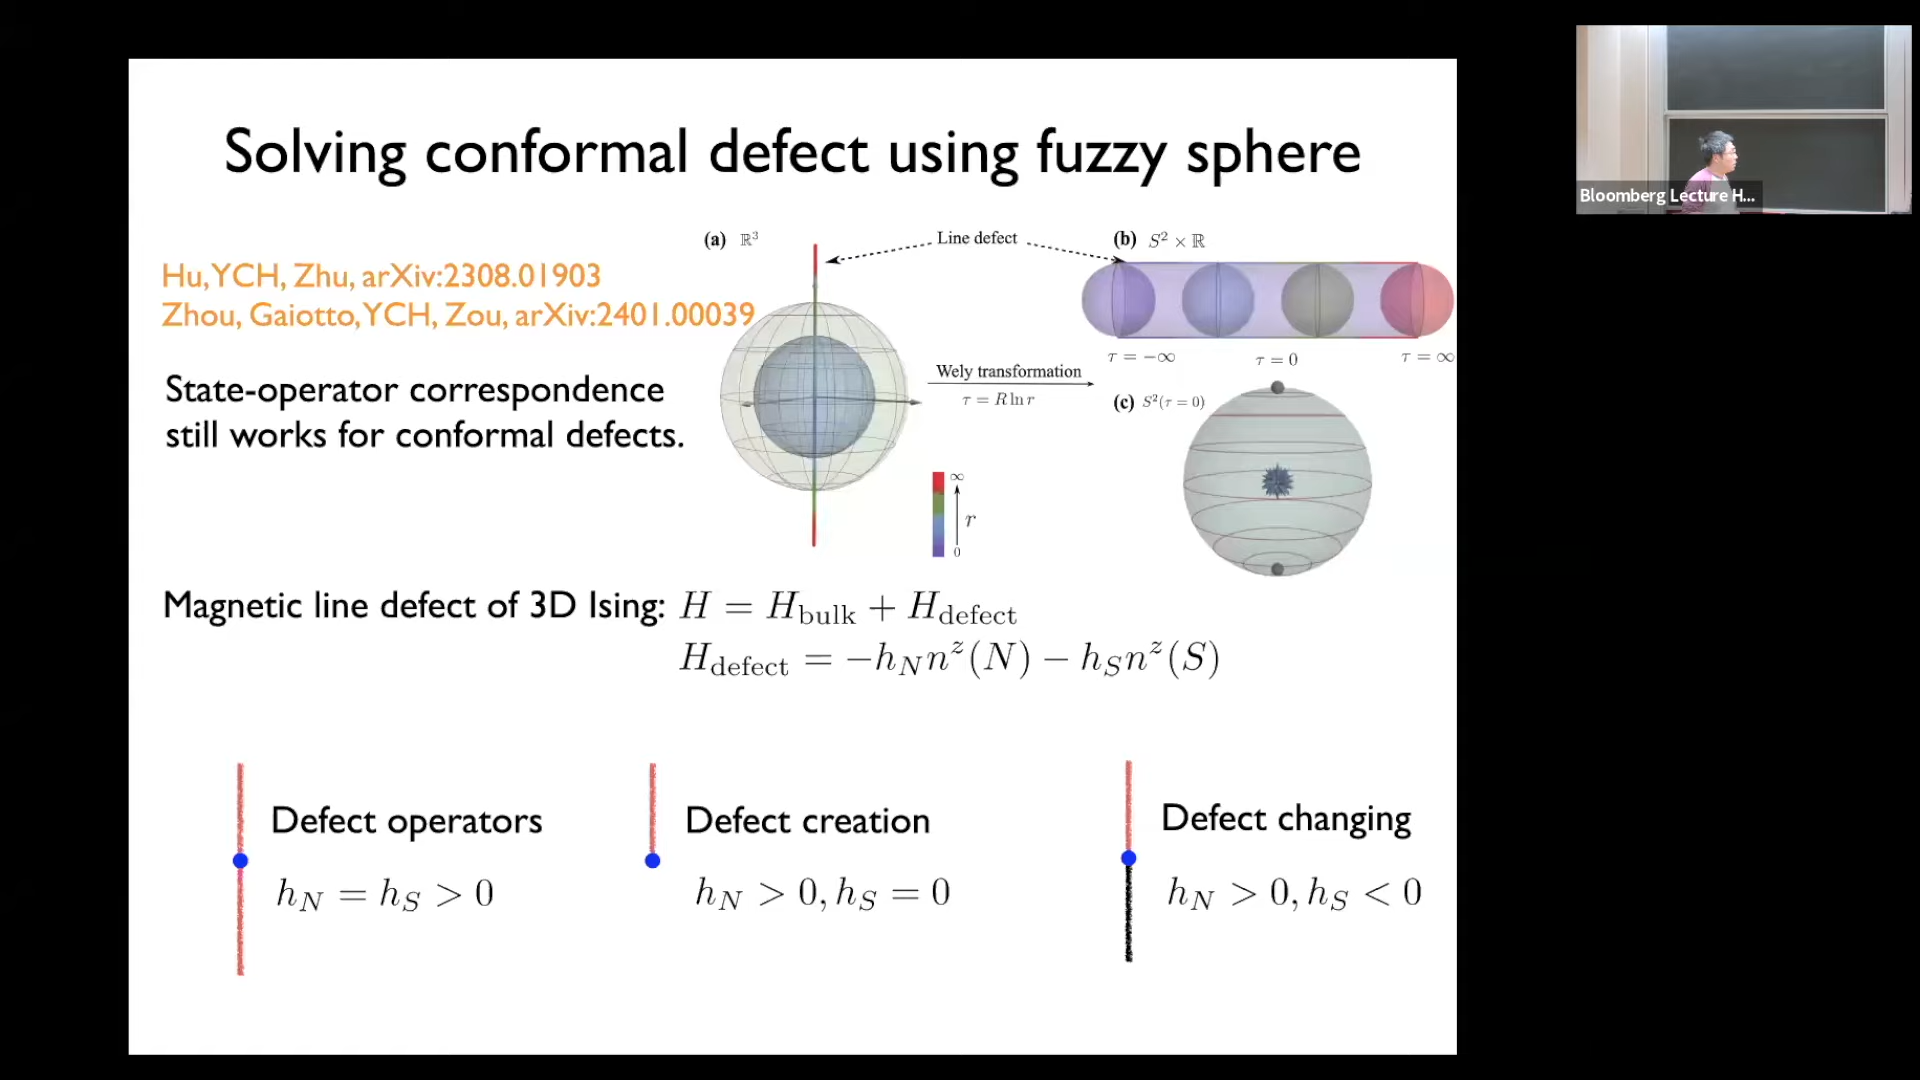 Solving conformal defect using fuzzy sphere
Hu,YCH, Zhu, arXiv:2308.01903
Zhou, Gaiotto,YCH, Zou, arXiv:2401.00039
State-operator correspondence
still works for conformal defects.
(a) ℝ³
Line defect
(b) S² × ℝ
τ = −∞
τ = 0
τ = ∞
Wely transformation
τ = R ln r
(c) S²(τ = 0)
∞
r
0
Magnetic line defect of 3D Ising: H = H_bulk + H_defect
H_defect = −h_N n^z(N) − h_S n^z(S)
Defect operators
h_N = h_S > 0
Defect creation
h_N > 0, h_S = 0
Defect changing
h_N > 0, h_S < 0
Bloomberg Lecture H...